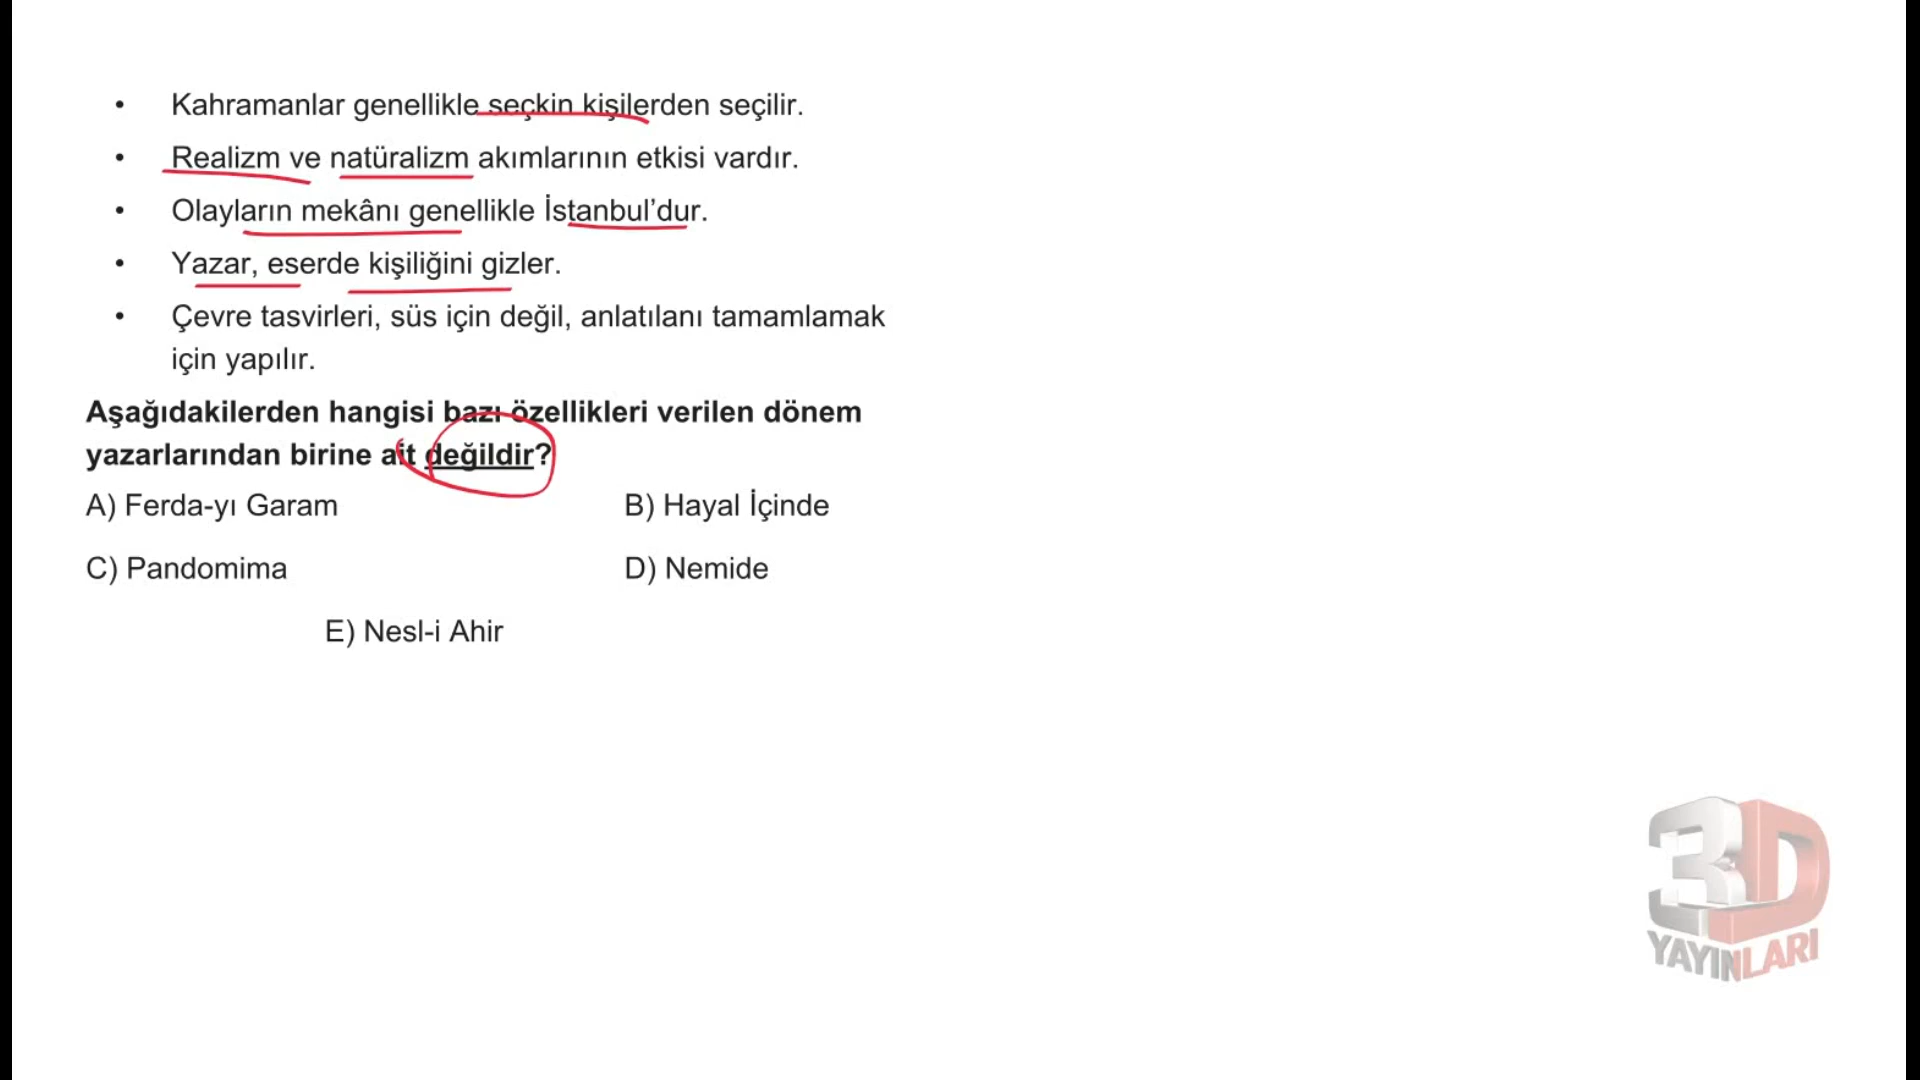 • Kahramanlar genellikle seçkin kişilerden seçilir.
• Realizm ve natüralizm akımlarının etkisi vardır.
• Olayların mekânı genellikle İstanbul’dur.
• Yazar, eserde kişiliğini gizler.
• Çevre tasvirleri, süs için değil, anlatılanı tamamlamak
için yapılır.
Aşağıdakilerden hangisi bazı özellikleri verilen dönem
yazarlarından birine ait değildir?
A) Ferda-yı Garam B) Hayal İçinde
C) Pandomima D) Nemide
E) Nesl-i Ahir
3D
YAYINLARI